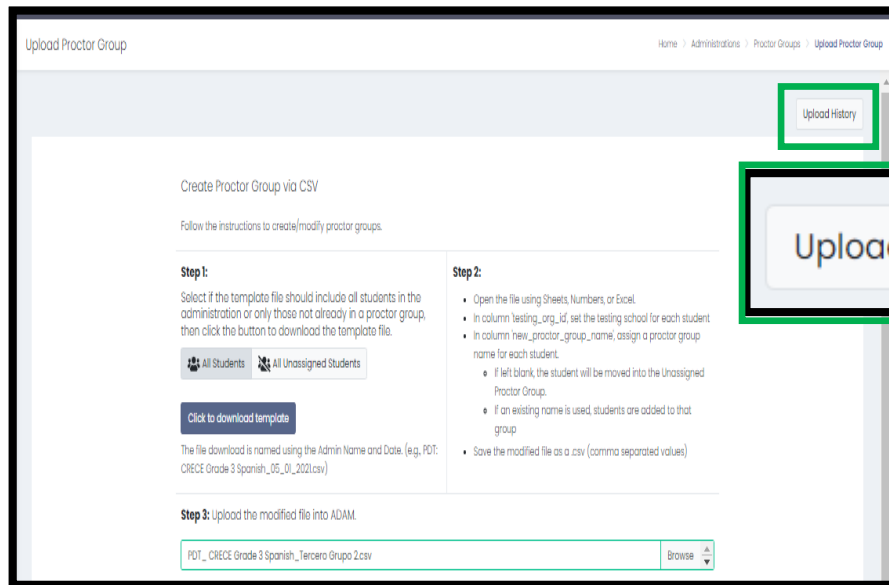 Upload Proctor Group
Home > Administrations > Proctor Groups > Upload Proctor Group
Upload History
Create Proctor Group via CSV
Follow the instructions to create/modify proctor groups.
Step 1:
Select if the template file should include all students in the
administration or only those not already in a proctor group,
then click the button to download the template file.
All Students All Unassigned Students
Click to download template
The file download is named using the Admin Name and Date. (e.g., PDT:
CRECE Grade 3 Spanish_05_01_2021.csv)
Step 2:
Open the file using Sheets, Numbers, or Excel.
In column 'testing_org_id', set the testing school for each student
In column 'new_proctor_group_name', assign a proctor group
name for each student.
If left blank, the student will be moved into the Unassigned
Proctor Group.
If an existing name is used, students are added to that
group
Save the modified file as a .csv (comma separated values)
Step 3: Upload the modified file into ADAM.
PDT_ CRECE Grade 3 Spanish_Tercero Grupo 2.csv Browse